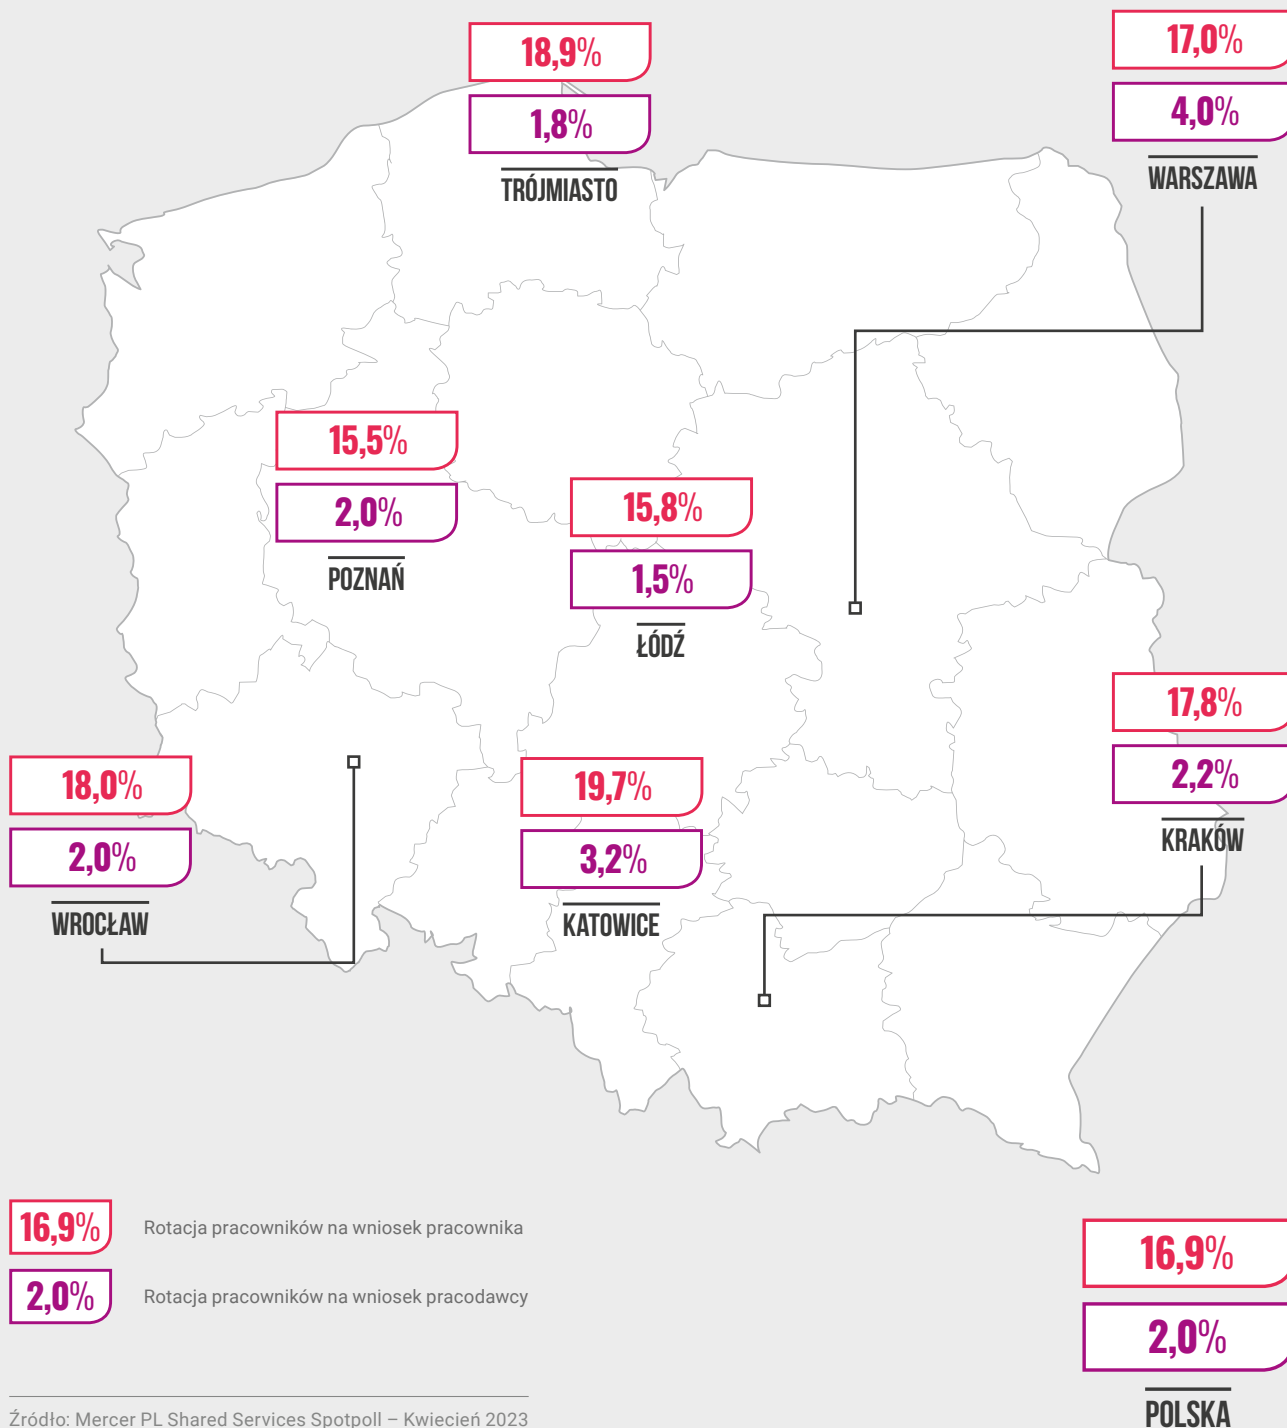 18,9%
1,8%
TRÓJMIASTO
17,0%
4,0%
WARSZAWA
15,5%
2,0%
POZNAŃ
15,8%
1,5%
ŁÓDŹ
17,8%
2,2%
KRAKÓW
18,0%
2,0%
WROCŁAW
19,7%
3,2%
KATOWICE
16,9% Rotacja pracowników na wniosek pracownika
2,0% Rotacja pracowników na wniosek pracodawcy
16,9%
2,0%
POLSKA
Źródło: Mercer PL Shared Services Spotpoll – Kwiecień 2023